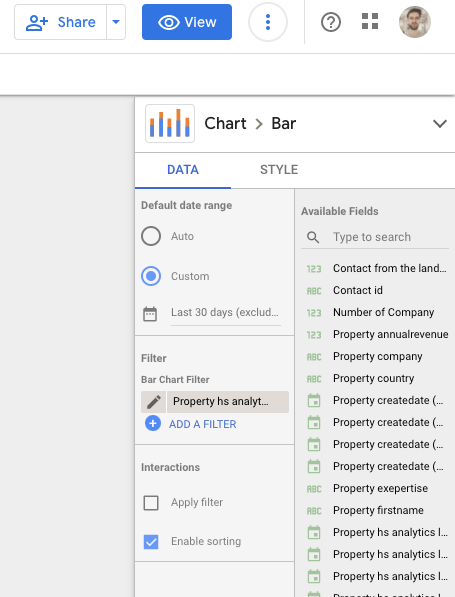 Share
View
Chart > Bar
DATA STYLE
Default date range
Auto
Custom
Last 30 days (exclud...
Filter
Bar Chart Filter
Property hs analyt...
ADD A FILTER
Interactions
Apply filter
Enable sorting
Available Fields
Type to search
123 Contact from the land...
ABC Contact id
123 Number of Company
123 Property annualrevenue
ABC Property company
ABC Property country
Property createdate (...
Property createdate (...
Property createdate (...
Property createdate (...
ABC Property exepertise
ABC Property firstname
Property hs analytics l...
Property hs analytics l...
Property hs analytics l...
Property hs analytics l...